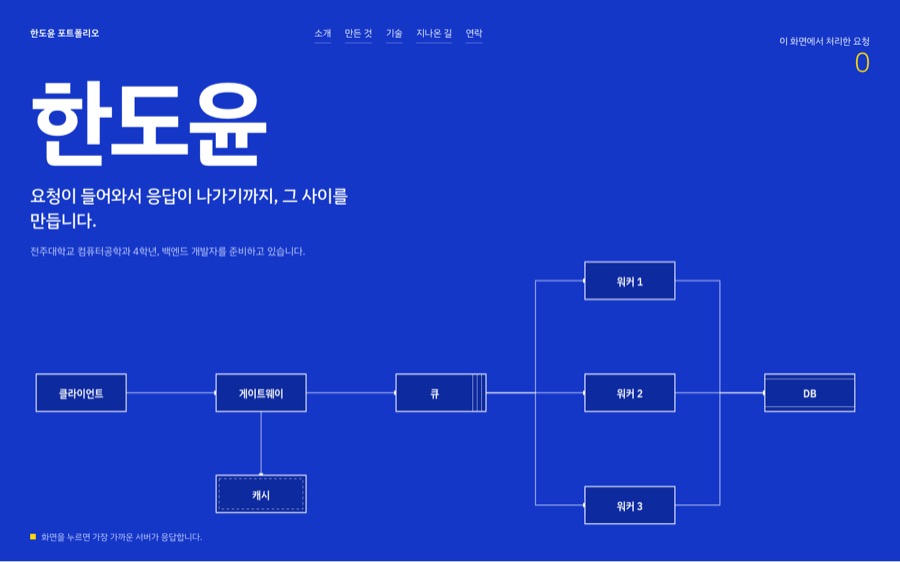 한도윤 포트폴리오
소개 만든 것 기술 지나온 길 연락
이 화면에서 처리한 요청
0
한도윤
요청이 들어와서 응답이 나가기까지, 그 사이를
만듭니다.
전주대학교 컴퓨터공학과 4학년, 백엔드 개발자를 준비하고 있습니다.
워커 1
클라이언트 게이트웨이 큐 워커 2 DB
캐시
워커 3
화면을 누르면 가장 가까운 서버가 응답합니다.